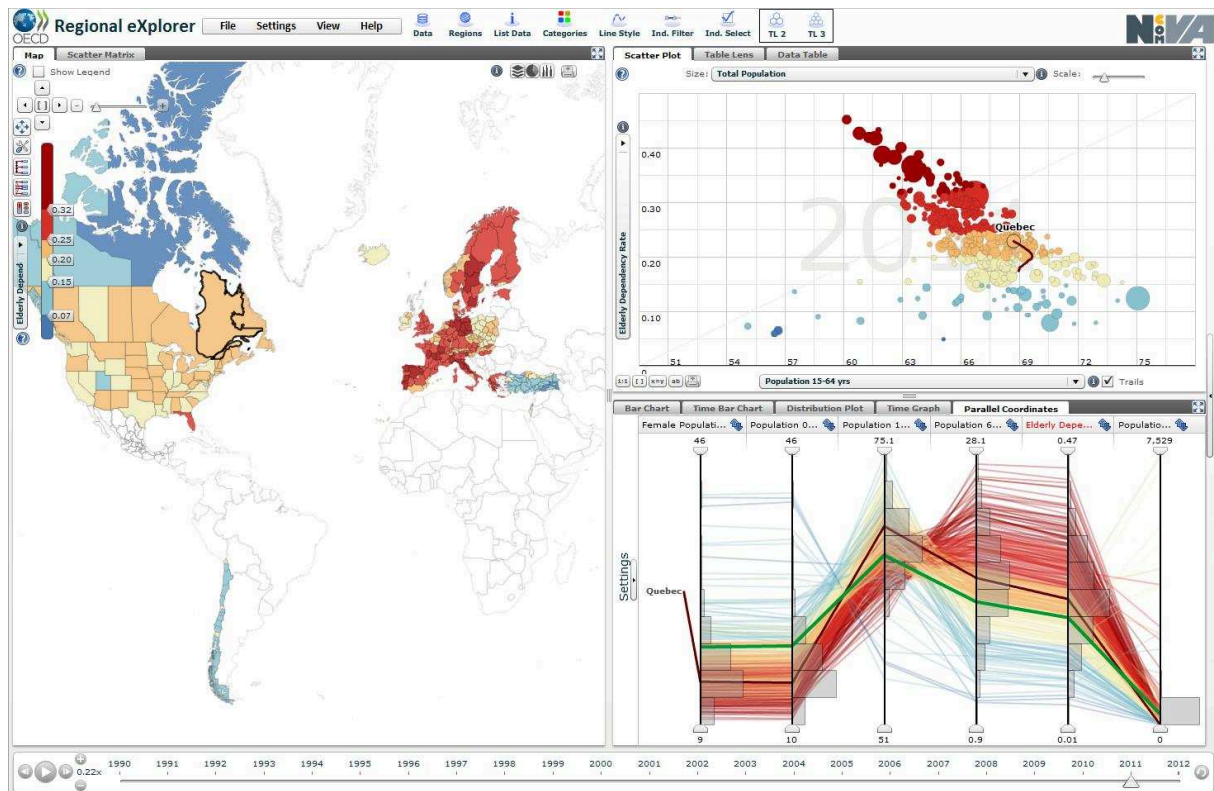 OECD Regional eXplorer File Settings View Help Data Regions List Data Categories Line Style Ind. Filter Ind. Select TL 2 TL 3 NComVA
Map Scatter Matrix
Show Legend
0.32
0.25
0.20
0.15
0.07
Elderly Depend
Scatter Plot Table Lens Data Table
Size: Total Population Scale:
Elderly Dependency Rate
0.40
0.30
0.20
0.10
0
Quebec
51 54 57 60 63 66 69 72 75
1:1 [ ] x=y ab Population 15-64 yrs Trails
Bar Chart Time Bar Chart Distribution Plot Time Graph Parallel Coordinates
Female Populati... Population 0... Population 1... Population 6... Elderly Depe... Populatio...
46 46 75.1 28.1 0.47 7,529
Settings
Quebec
9 10 51 0.9 0.01 0
0.22x 1990 1991 1992 1993 1994 1995 1996 1997 1998 1999 2000 2001 2002 2003 2004 2005 2006 2007 2008 2009 2010 2011 2012